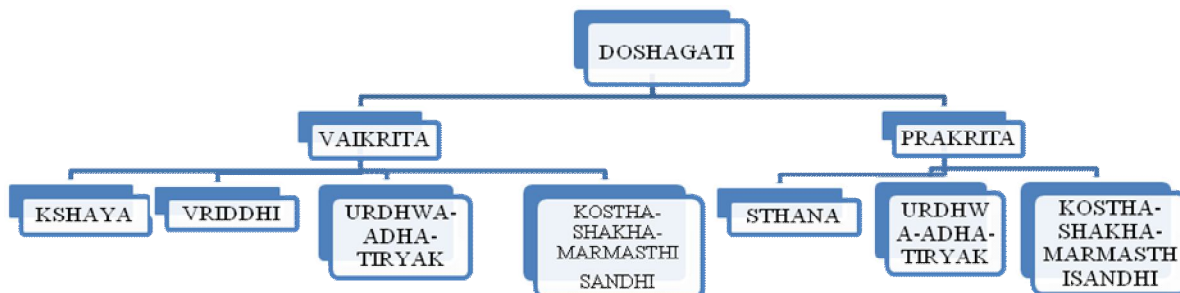 DOSHAGATI
VAIKRITA
PRAKRITA
KSHAYA
VRIDDHI
URDHWA-
ADHA-
TIRYAK
KOSTHA-
SHAKHA-
MARMASTHI
SANDHI
STHANA
URDHW
A-ADHA-
TIRYAK
KOSTHA-
SHAKHA-
MARMASTH
ISANDHI